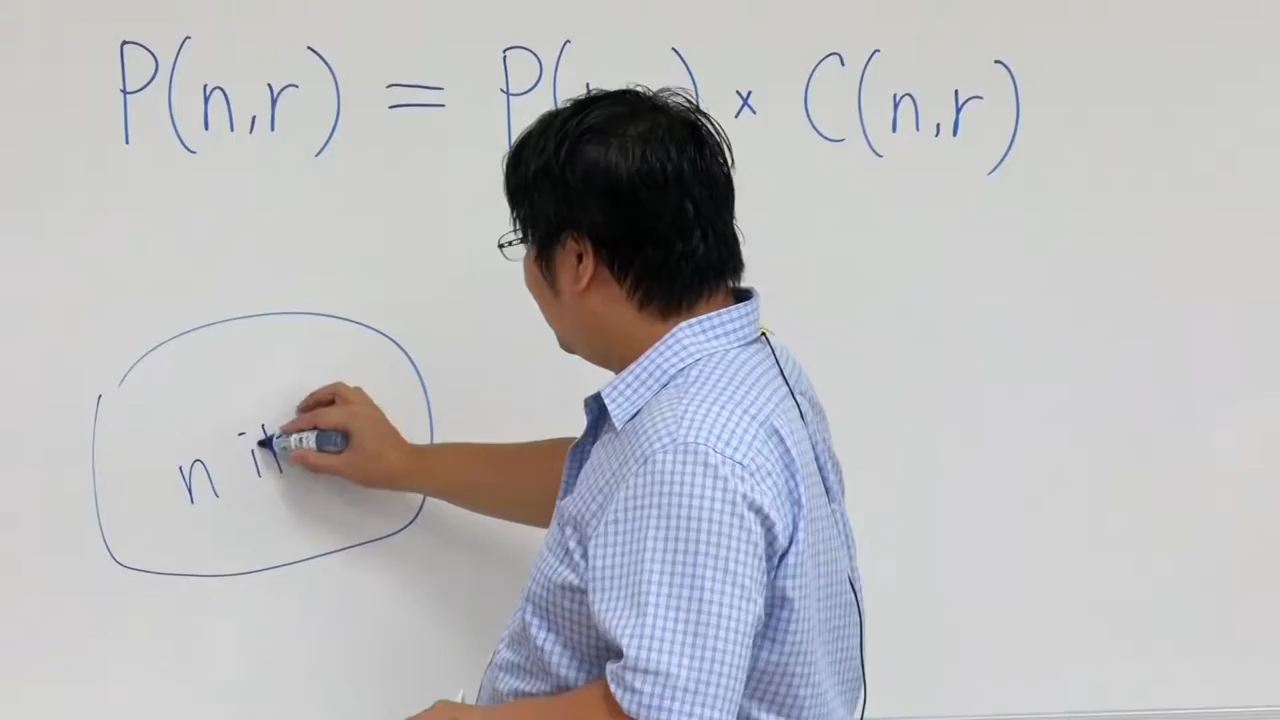 P(n,r) = P( ) × C(n,r)
n it